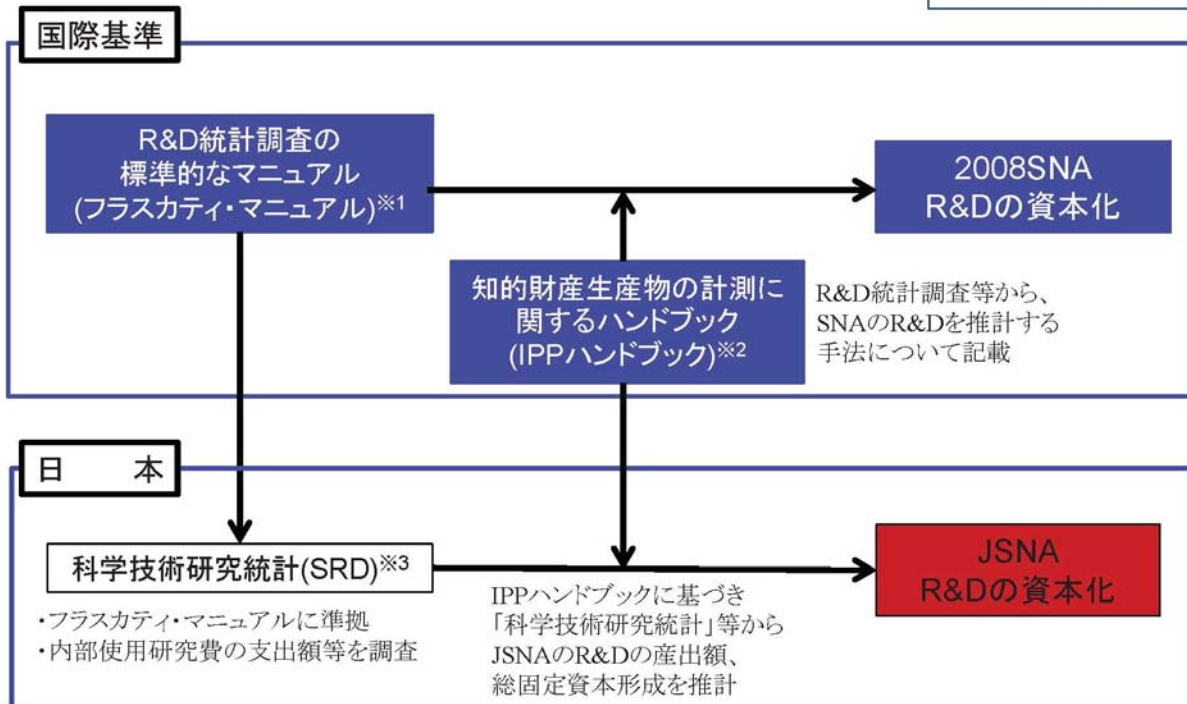 国際基準
R&D統計調査の
標準的なマニュアル
(フラスカティ・マニュアル)※1
2008SNA
R&Dの資本化
知的財産生産物の計測に
関するハンドブック
(IPPハンドブック)※2
R&D統計調査等から、
SNAのR&Dを推計する
手法について記載
日　本
科学技術研究統計(SRD)※3
・フラスカティ・マニュアルに準拠
・内部使用研究費の支出額等を調査
IPPハンドブックに基づき
「科学技術研究統計」等から
JSNAのR&Dの産出額、
総固定資本形成を推計
JSNA
R&Dの資本化